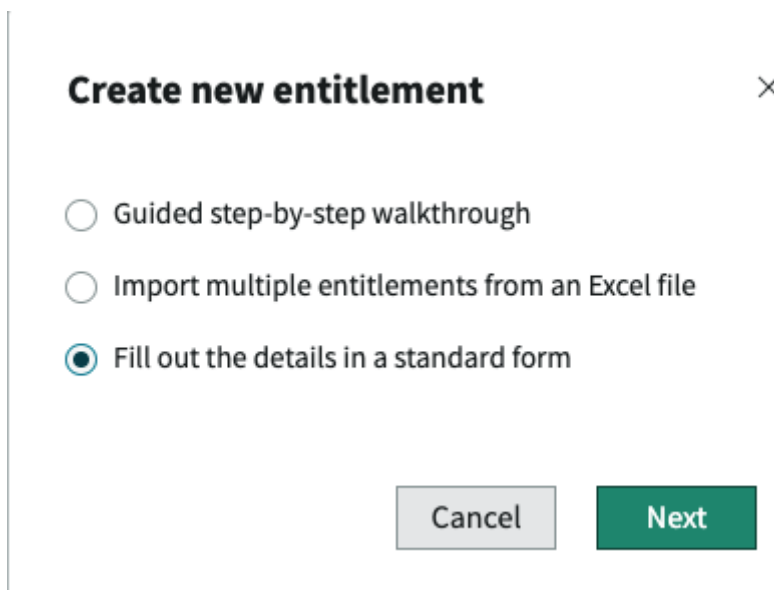 Create new entitlement
Guided step-by-step walkthrough
Import multiple entitlements from an Excel file
Fill out the details in a standard form
Cancel Next